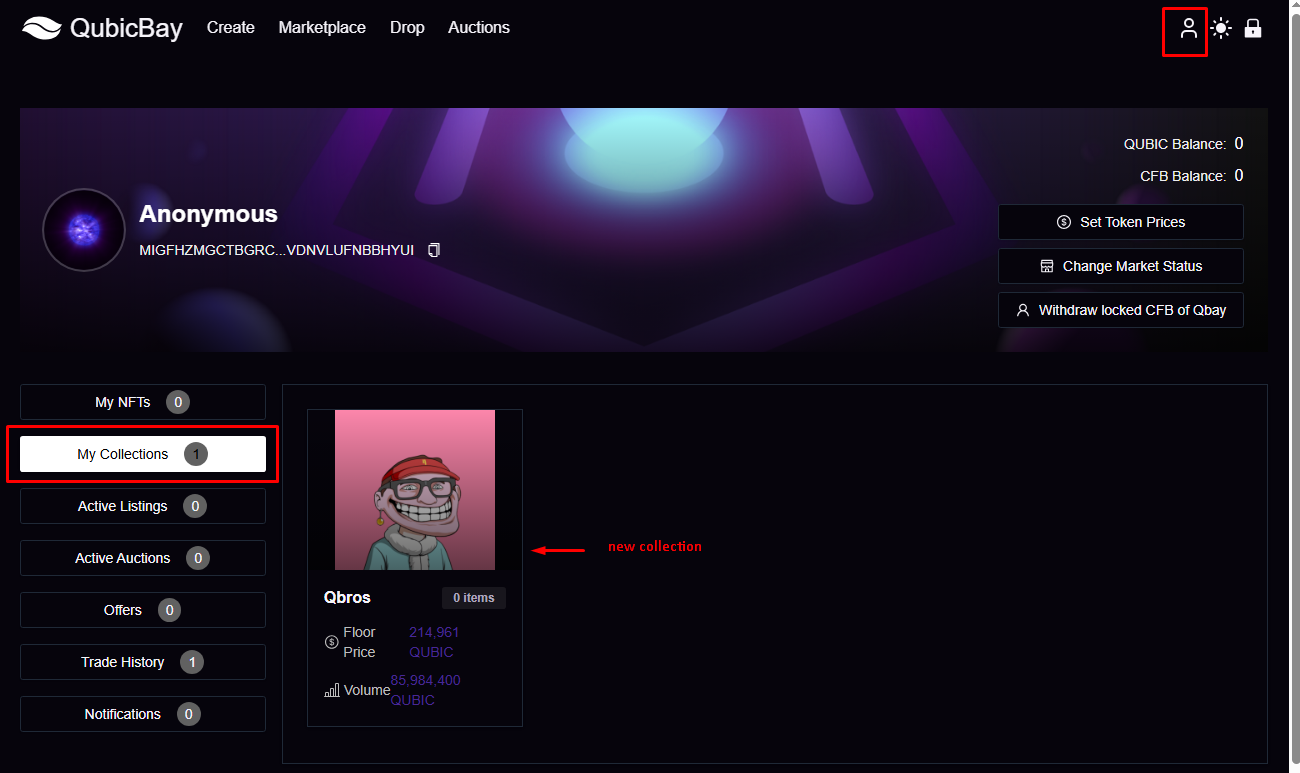 QubicBay Create Marketplace Drop Auctions
QUBIC Balance: 0
CFB Balance: 0
Anonymous
MIGFHZMGCTBGRC...VDNVLUFNBBHYUI
Set Token Prices
Change Market Status
Withdraw locked CFB of Qbay
My NFTs 0
My Collections 1
Active Listings 0
Active Auctions 0
Offers 0
Trade History 1
Notifications 0
new collection
Qbros 0 items
Floor Price 214,961 QUBIC
Volume 85,984,400 QUBIC